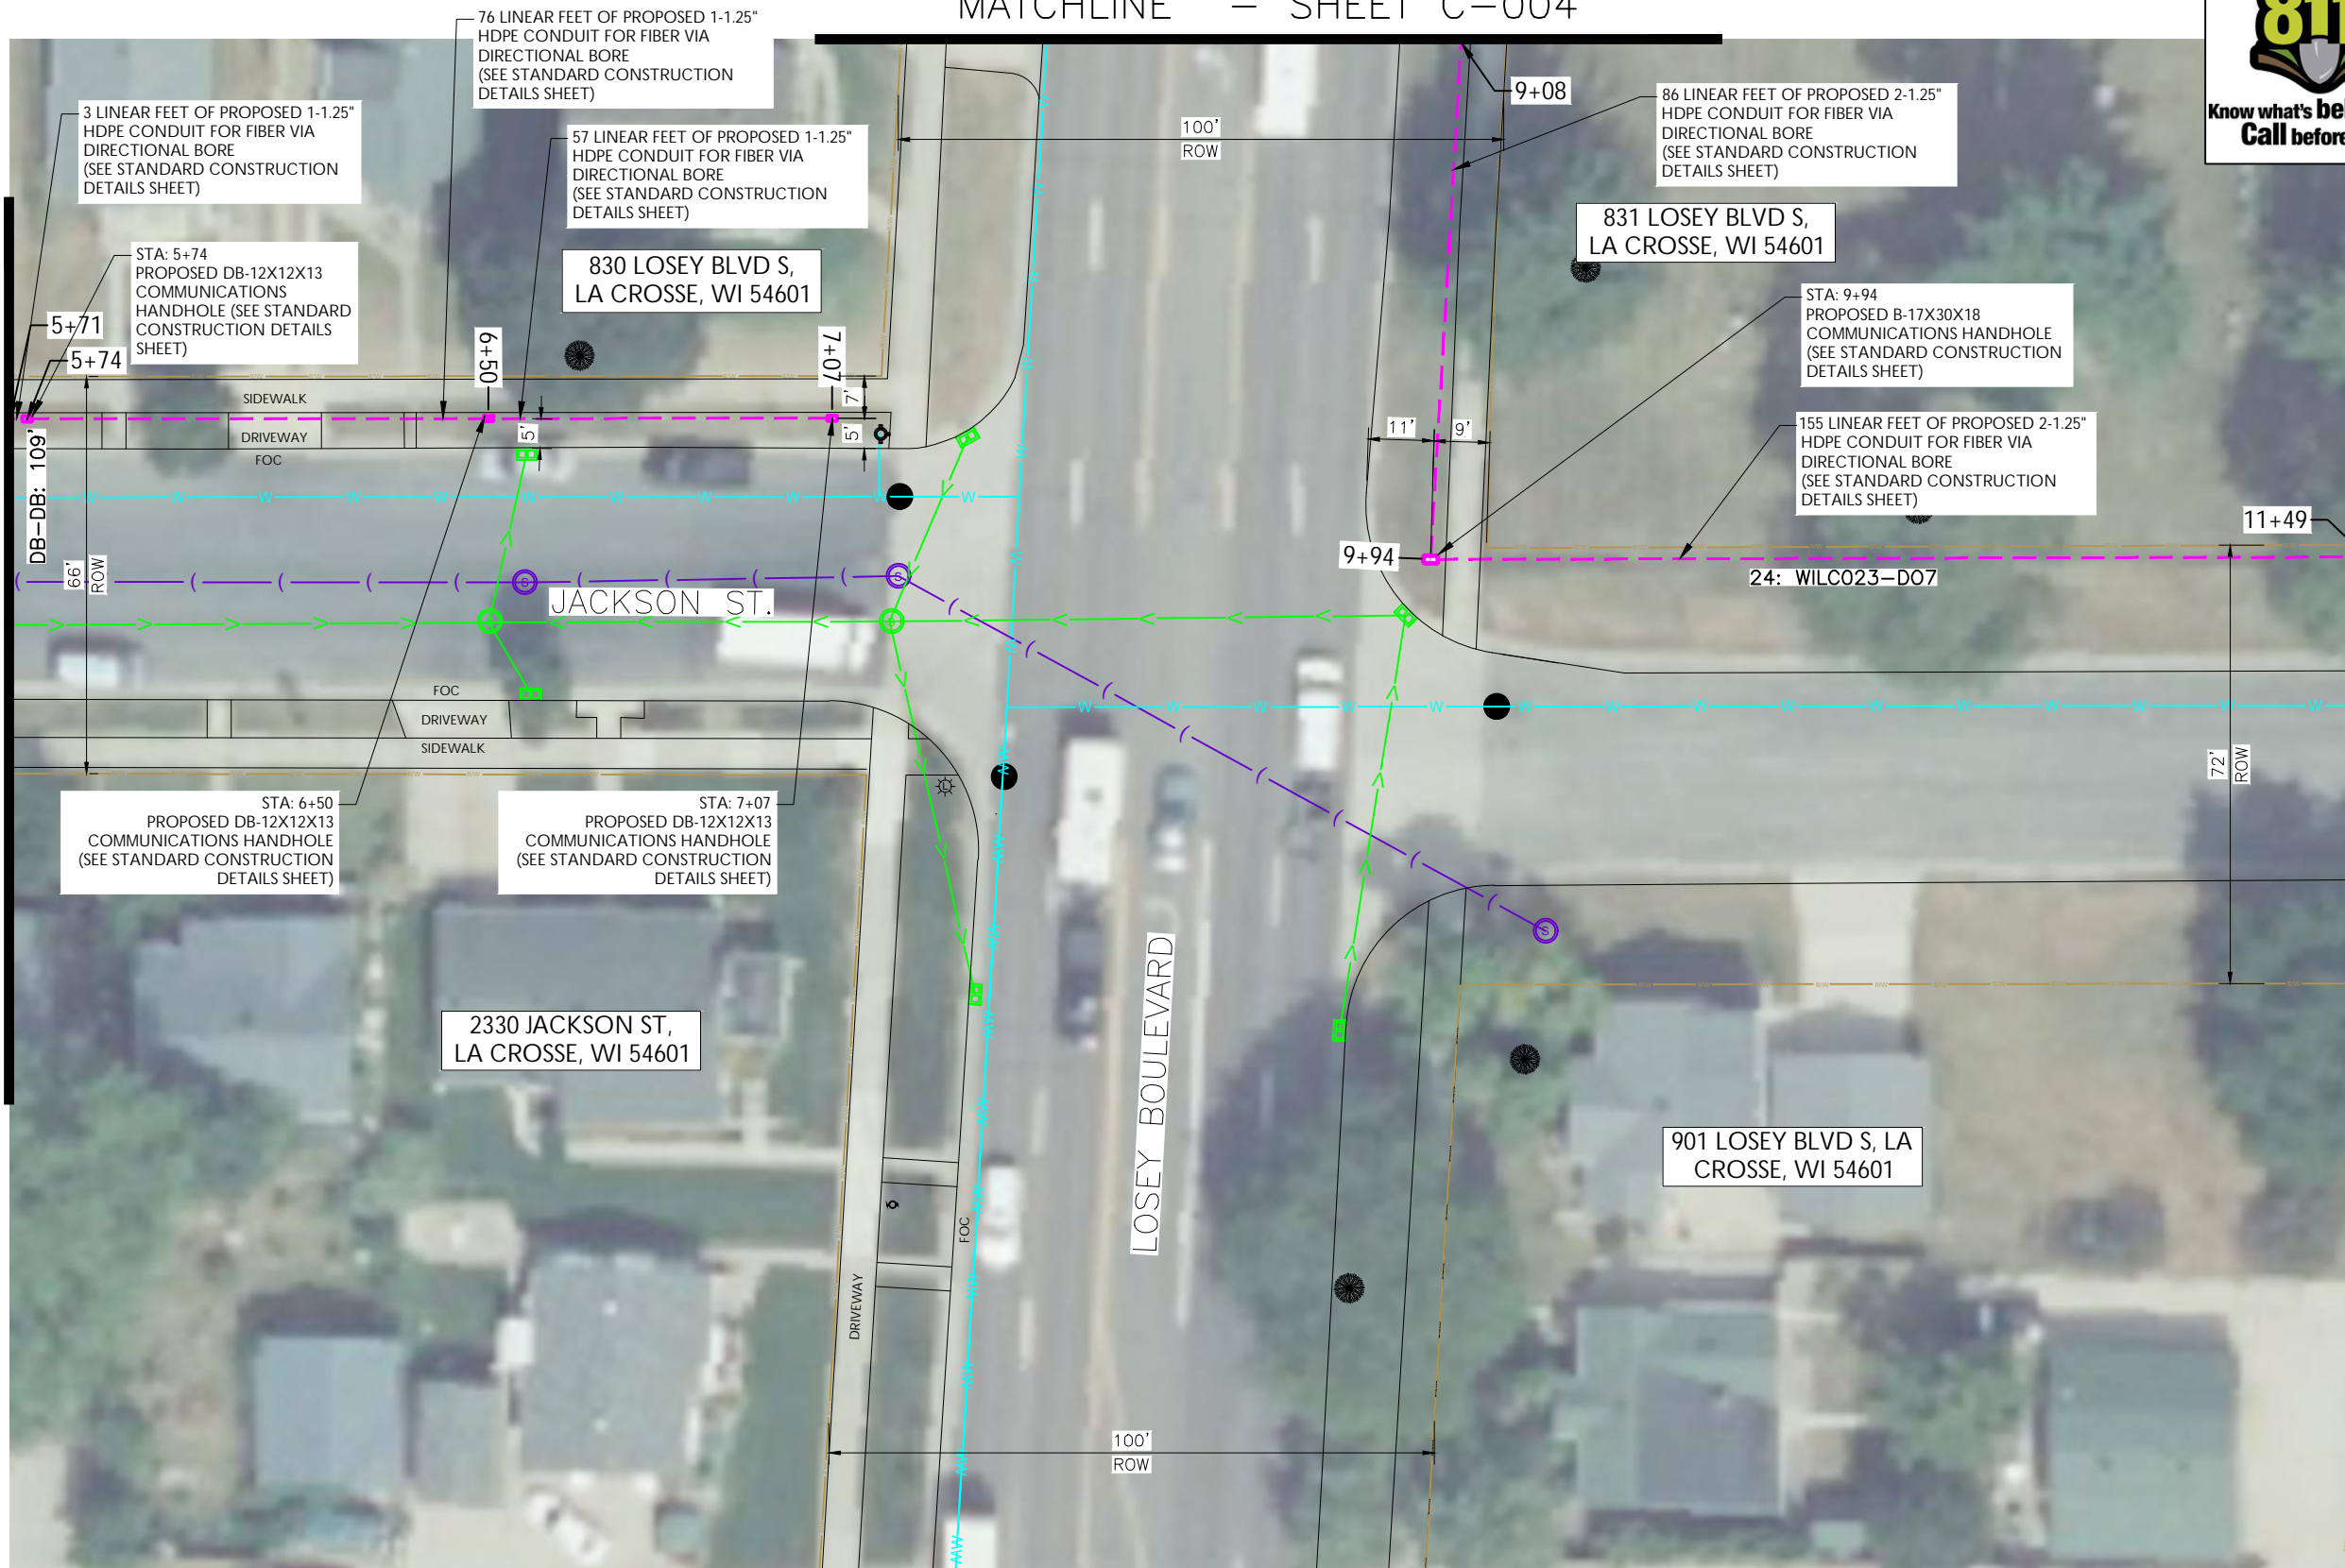 MATCHLINE - SHEET C-004
811
Know what's
Call before
76 LINEAR FEET OF PROPOSED 1-1.25"
HDPE CONDUIT FOR FIBER VIA
DIRECTIONAL BORE
(SEE STANDARD CONSTRUCTION
DETAILS SHEET)
3 LINEAR FEET OF PROPOSED 1-1.25"
HDPE CONDUIT FOR FIBER VIA
DIRECTIONAL BORE
(SEE STANDARD CONSTRUCTION
DETAILS SHEET)
57 LINEAR FEET OF PROPOSED 1-1.25"
HDPE CONDUIT FOR FIBER VIA
DIRECTIONAL BORE
(SEE STANDARD CONSTRUCTION
DETAILS SHEET)
100'
ROW
9+08
86 LINEAR FEET OF PROPOSED 2-1.25"
HDPE CONDUIT FOR FIBER VIA
DIRECTIONAL BORE
(SEE STANDARD CONSTRUCTION
DETAILS SHEET)
831 LOSEY BLVD S,
LA CROSSE, WI 54601
STA: 5+74
PROPOSED DB-12X12X13
COMMUNICATIONS
HANDHOLE (SEE STANDARD
CONSTRUCTION DETAILS
SHEET)
830 LOSEY BLVD S,
LA CROSSE, WI 54601
STA: 9+94
PROPOSED B-17X30X18
COMMUNICATIONS HANDHOLE
(SEE STANDARD CONSTRUCTION
DETAILS SHEET)
5+71
5+74
6+50
7+07
7'
5'
5'
SIDEWALK
DRIVEWAY
FOC
DB-DB: 109'
11'
9'
155 LINEAR FEET OF PROPOSED 2-1.25"
HDPE CONDUIT FOR FIBER VIA
DIRECTIONAL BORE
(SEE STANDARD CONSTRUCTION
DETAILS SHEET)
11+49
9+94
24: WILC023-D07
66'
ROW
JACKSON ST.
FOC
DRIVEWAY
SIDEWALK
72'
ROW
STA: 6+50
PROPOSED DB-12X12X13
COMMUNICATIONS HANDHOLE
(SEE STANDARD CONSTRUCTION
DETAILS SHEET)
STA: 7+07
PROPOSED DB-12X12X13
COMMUNICATIONS HANDHOLE
(SEE STANDARD CONSTRUCTION
DETAILS SHEET)
2330 JACKSON ST,
LA CROSSE, WI 54601
LOSEY BOULEVARD
901 LOSEY BLVD S, LA
CROSSE, WI 54601
FOC
DRIVEWAY
100'
ROW